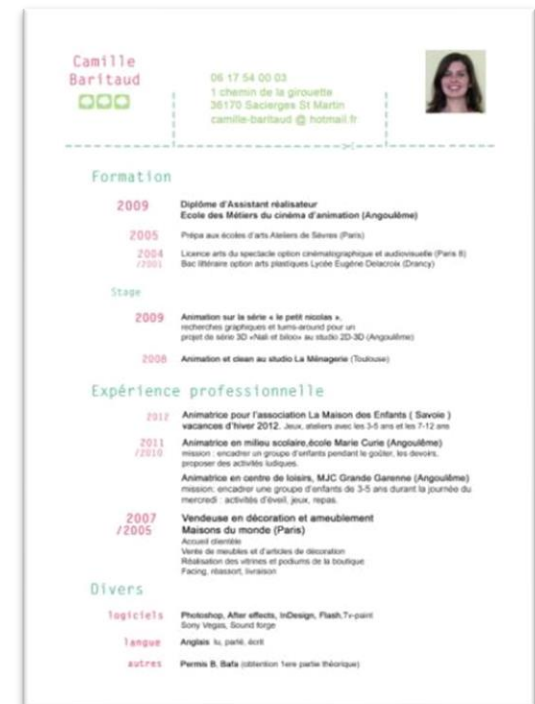 Camille
Baritaud
06 17 54 00 03
1 chemin de la girouette
36170 Sacierges St Martin
camille-baritaud @ hotmail.fr
Formation
2009 Diplôme d'Assistant réalisateur
Ecole des Métiers du cinéma d'animation (Angoulême)
2005 Prépa aux écoles d'arts Ateliers de Sèvres (Paris)
2004 Licence arts du spectacle option cinématographique et audiovisuelle (Paris 8)
/2001 Bac littéraire option arts plastiques Lycée Eugène Delacroix (Drancy)
Stage
2009 Animation sur la série « le petit nicolas »,
recherches graphiques et turns-around pour un
projet de série 3D «Nali et biloo» au studio 2D-3D (Angoulême)
2008 Animation et clean au studio La Ménagerie (Toulouse)
Expérience professionnelle
2012 Animatrice pour l'association La Maison des Enfants ( Savoie )
vacances d'hiver 2012. Jeux, ateliers avec les 3-5 ans et les 7-12 ans
2011 Animatrice en milieu scolaire,école Marie Curie (Angoulême)
/2010 mission : encadrer un groupe d'enfants pendant le goûter, les devoirs,
proposer des activités ludiques.
Animatrice en centre de loisirs, MJC Grande Garenne (Angoulême)
mission: encadrer une groupe d'enfants de 3-5 ans durant la journée du
mercredi : activités d'éveil, jeux, repas.
2007 Vendeuse en décoration et ameublement
/2005 Maisons du monde (Paris)
Accueil clientèle
Vente de meubles et d'articles de décoration
Réalisation des vitrines et podiums de la boutique
Facing, réassort, livraison
Divers
logiciels Photoshop, After effects, InDesign, Flash,Tv-paint
Sony Vegas, Sound forge
langue Anglais lu, parlé, écrit
autres Permis B, Bafa (obtention 1ere partie théorique)